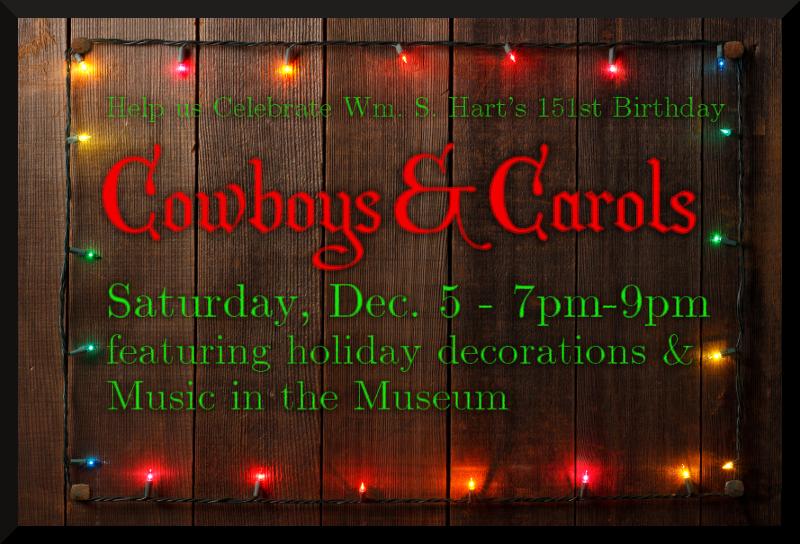 Help us Celebrate Wm. S. Hart's 151st Birthday
Cowboys & Carols
Saturday, Dec. 5 - 7pm-9pm
featuring holiday decorations &
Music in the Museum